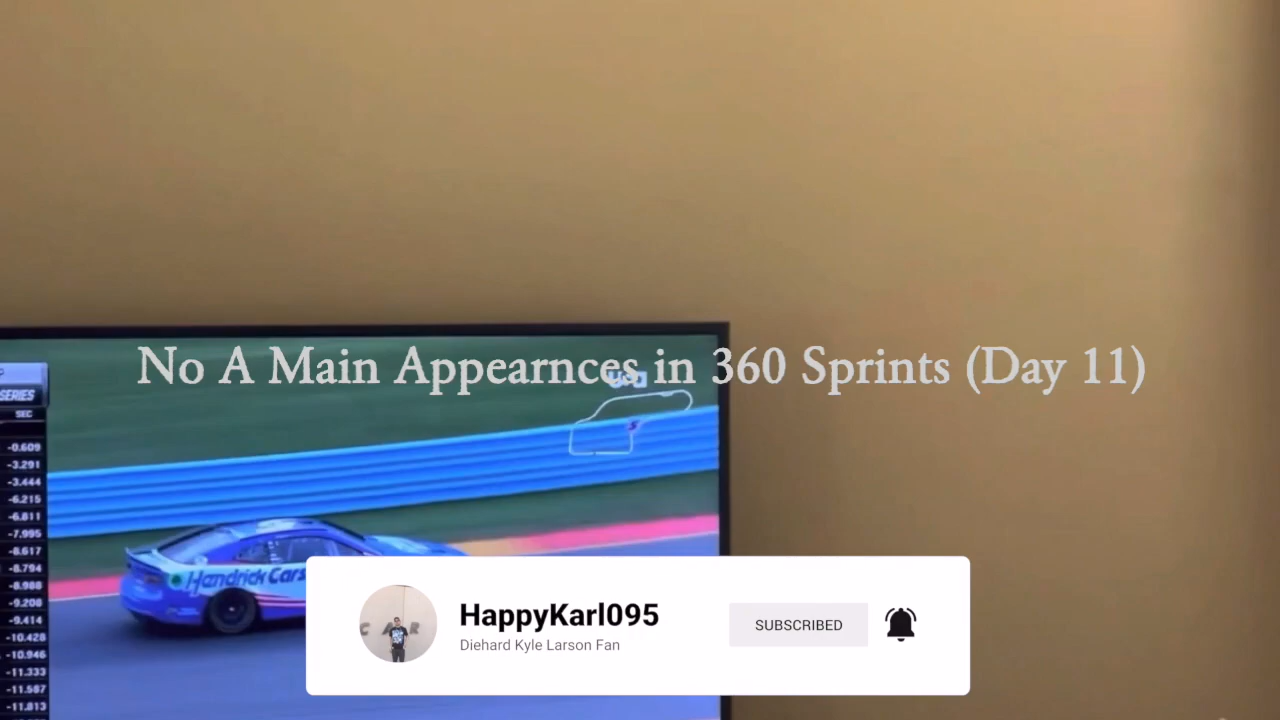 No A Main Appearnces in 360 Sprints (Day 11)
SERIES
SEC
-0.609
-3.291
-3.444
-6.215
-6.811
-7.995
-8.617
-8.794
-8.988
-9.208
-9.414
-10.428
-10.946
-11.333
-11.587
-11.813
Hendrick Cars
HappyKarl095
Diehard Kyle Larson Fan
SUBSCRIBED